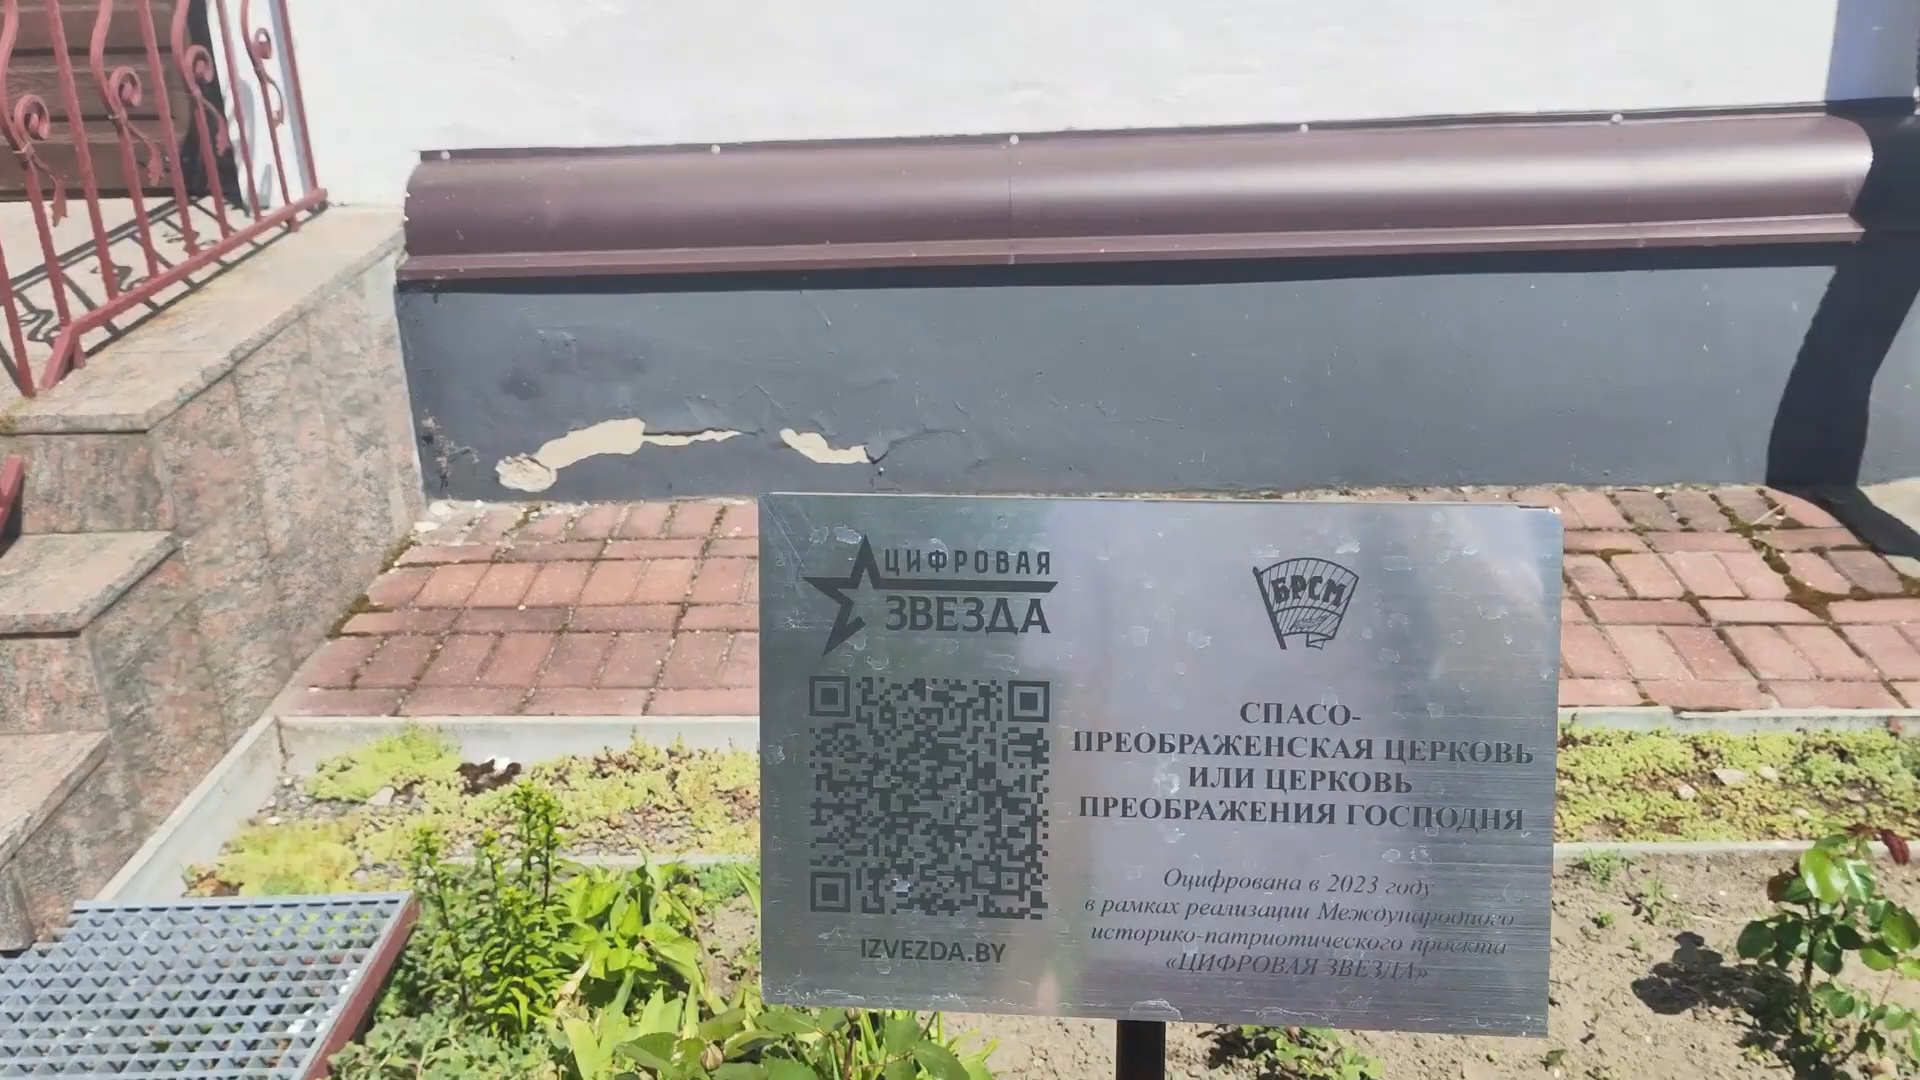 ЦИФРОВАЯ
ЗВЕЗДА
БРСМ
СПАСО-
ПРЕОБРАЖЕНСКАЯ ЦЕРКОВЬ
ИЛИ ЦЕРКОВЬ
ПРЕОБРАЖЕНИЯ ГОСПОДНЯ
Оцифрована в 2023 году
в рамках реализации Международного
историко-патриотического проекта
«ЦИФРОВАЯ ЗВЕЗДА»
IZVEZDA.BY